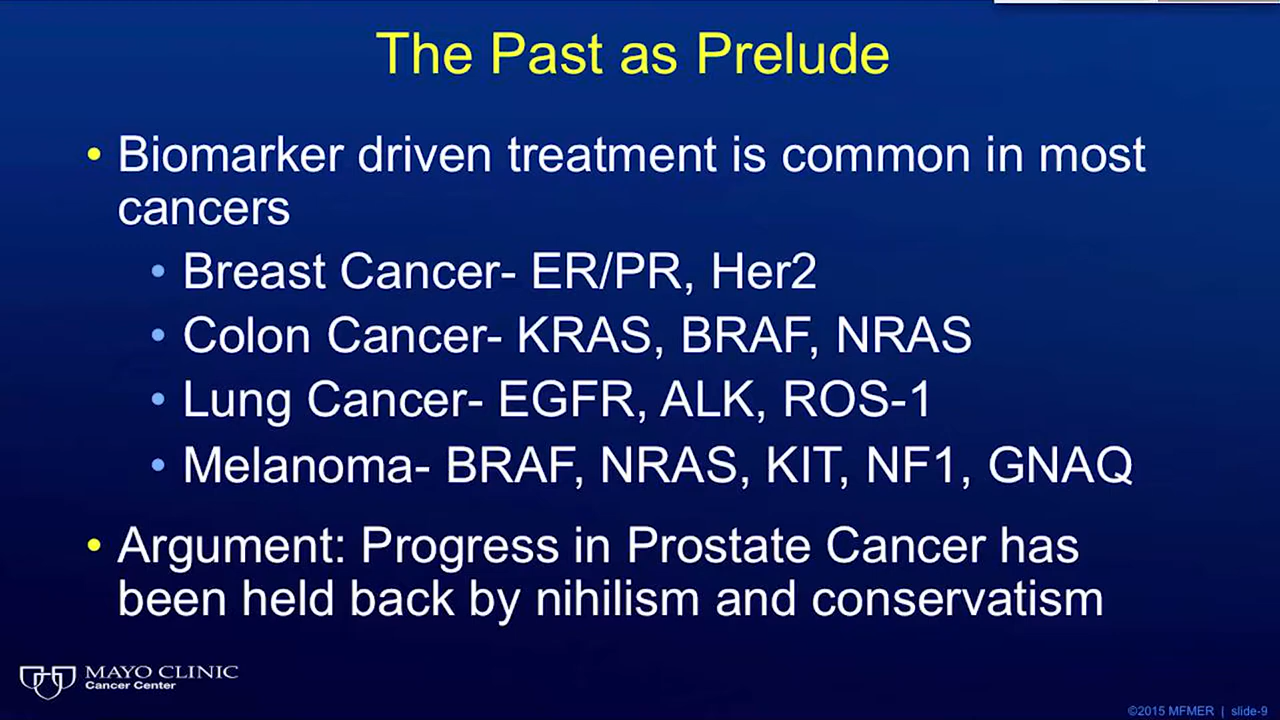 The Past as Prelude
• Biomarker driven treatment is common in most
cancers
• Breast Cancer- ER/PR, Her2
• Colon Cancer- KRAS, BRAF, NRAS
• Lung Cancer- EGFR, ALK, ROS-1
• Melanoma- BRAF, NRAS, KIT, NF1, GNAQ
• Argument: Progress in Prostate Cancer has
been held back by nihilism and conservatism
MAYO CLINIC
Cancer Center
©2015 MFMER | slide-9